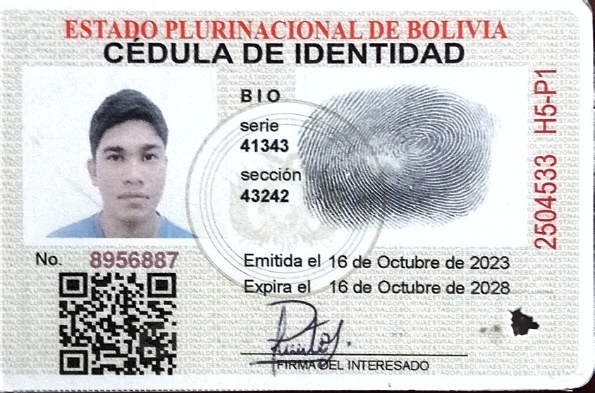 ESTADO PLURINACIONAL DE BOLIVIA
CÉDULA DE IDENTIDAD
BIO
serie
41343
sección
43242
2504533 H5-P1
No. 8956887
Emitida el 16 de Octubre de 2023
Expira el 16 de Octubre de 2028
FIRMA DEL INTERESADO